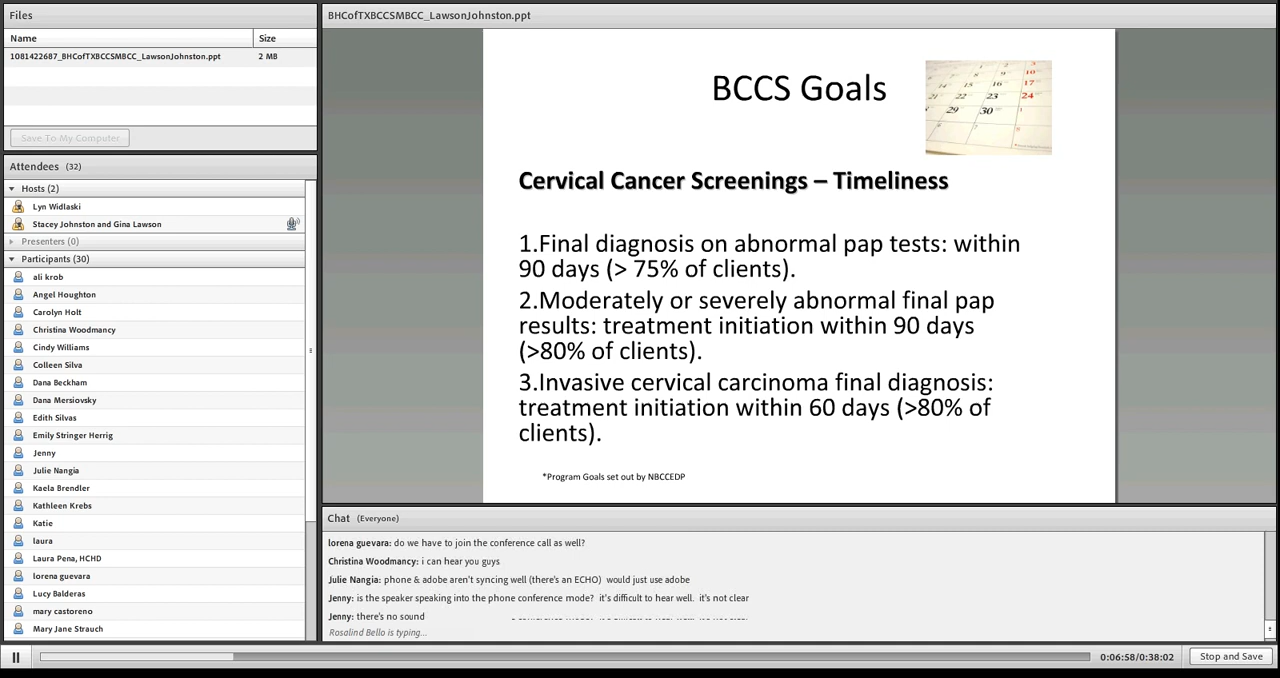 Files
Name Size
1081422687_BHCofTXBCCSMBCC_LawsonJohnston.ppt 2 MB
Save To My Computer
Attendees (32)
Hosts (2)
Lyn Widlaski
Stacey Johnston and Gina Lawson
Presenters (0)
Participants (30)
ali krob
Angel Houghton
Carolyn Holt
Christina Woodmancy
Cindy Williams
Colleen Silva
Dana Beckham
Dana Mersiovsky
Edith Silvas
Emily Stringer Herrig
Jenny
Julie Nangia
Kaela Brendler
Kathleen Krebs
Katie
laura
Laura Pena, HCHD
lorena guevara
Lucy Balderas
mary castoreno
Mary Jane Strauch
BHCofTXBCCSMBCC_LawsonJohnston.ppt
BCCS Goals
15 16 17
22 23 24
29 30
Cervical Cancer Screenings – Timeliness
1.Final diagnosis on abnormal pap tests: within
90 days (> 75% of clients).
2.Moderately or severely abnormal final pap
results: treatment initiation within 90 days
(>80% of clients).
3.Invasive cervical carcinoma final diagnosis:
treatment initiation within 60 days (>80% of
clients).
*Program Goals set out by NBCCEDP
Chat (Everyone)
lorena guevara: do we have to join the conference call as well?
Christina Woodmancy: i can hear you guys
Julie Nangia: phone & adobe aren't syncing well (there's an ECHO) would just use adobe
Jenny: is the speaker speaking into the phone conference mode? it's difficult to hear well. it's not clear
Jenny: there's no sound
Rosalind Bello is typing...
0:06:58/0:38:02
Stop and Save